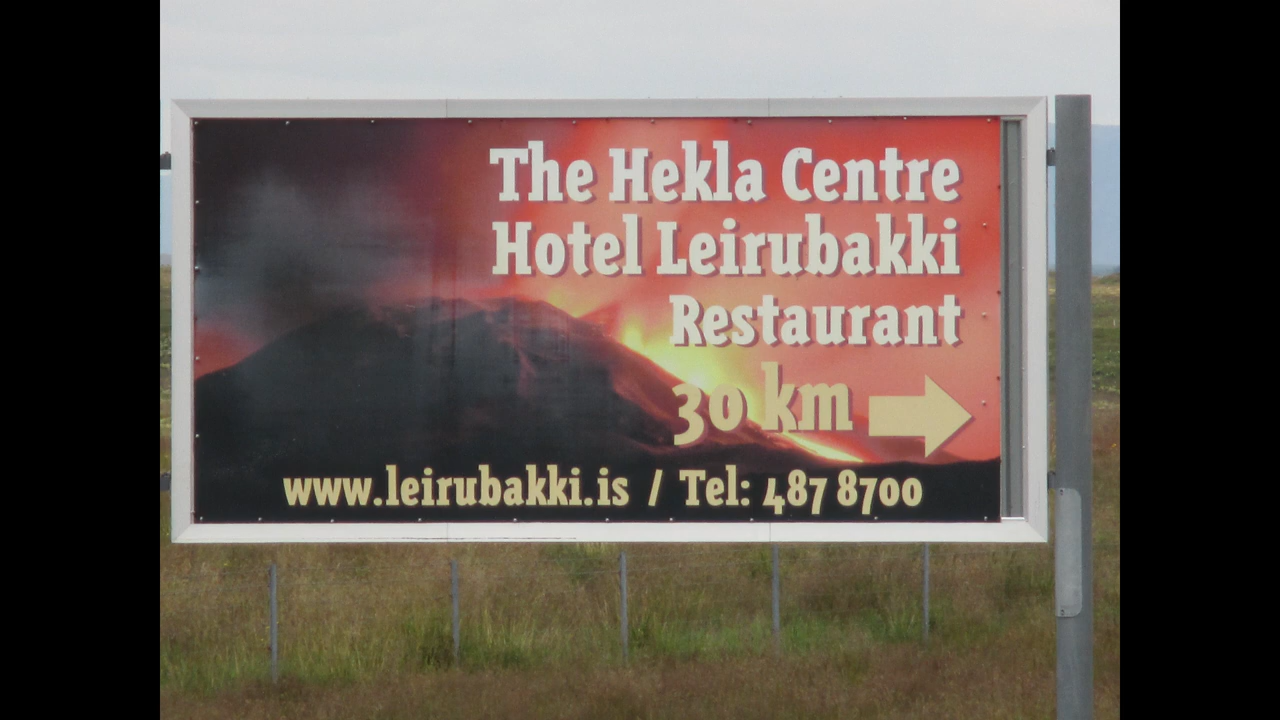 The Hekla Centre
Hotel Leirubakki
Restaurant
30 km
www.leirubakki.is / Tel: 487 8700